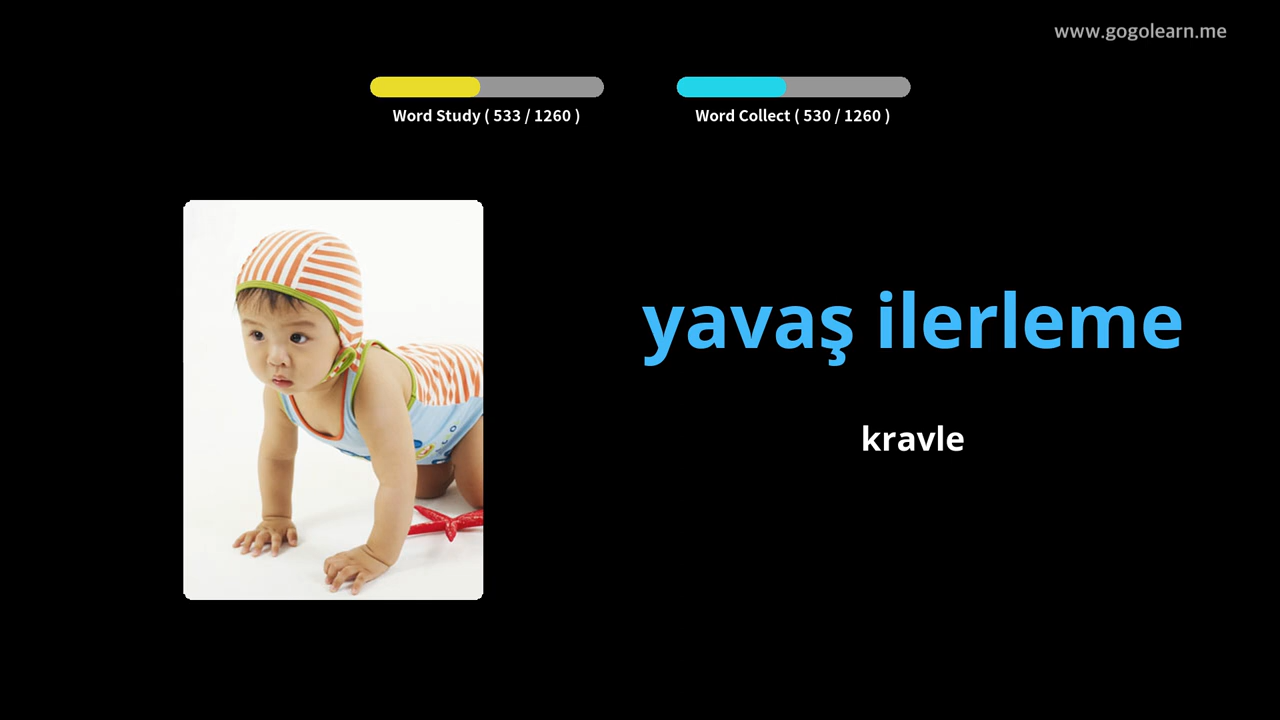 www.gogolearn.me
Word Study ( 533 / 1260 )
Word Collect ( 530 / 1260 )
yavaş ilerleme
kravle